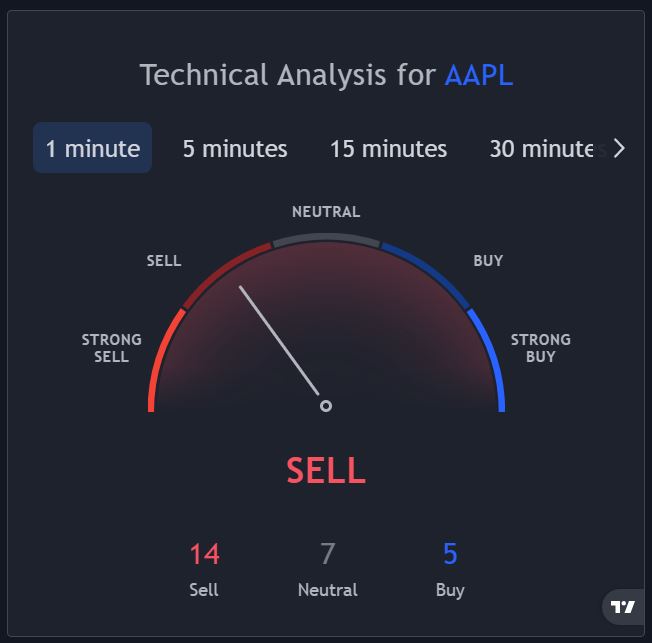 Technical Analysis for AAPL
1 minute 5 minutes 15 minutes 30 minutes
NEUTRAL
SELL BUY
STRONG SELL STRONG BUY
SELL
14 7 5
Sell Neutral Buy